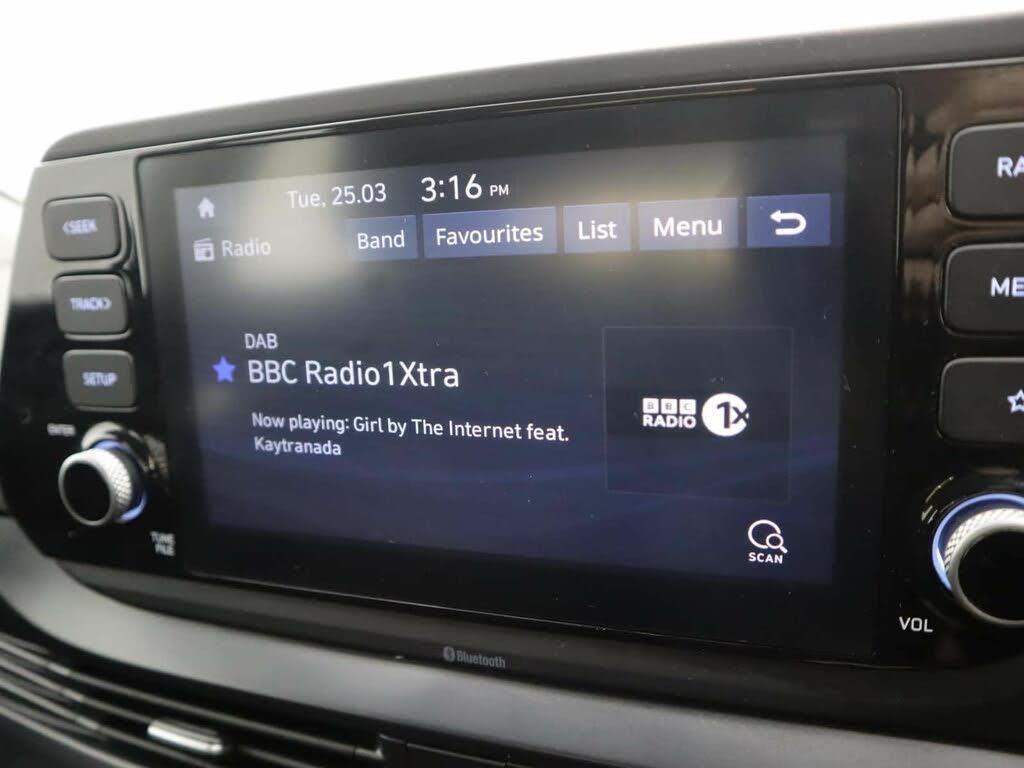 Tue, 25.03 3:16 PM
Radio Band Favourites List Menu
DAB
BBC Radio1Xtra
Now playing: Girl by The Internet feat.
Kaytranada
BBC
RADIO 1x
SCAN
<SEEK
TRACK>
SETUP
ENTER
TUNE
FILE
RA
ME
VOL
Bluetooth